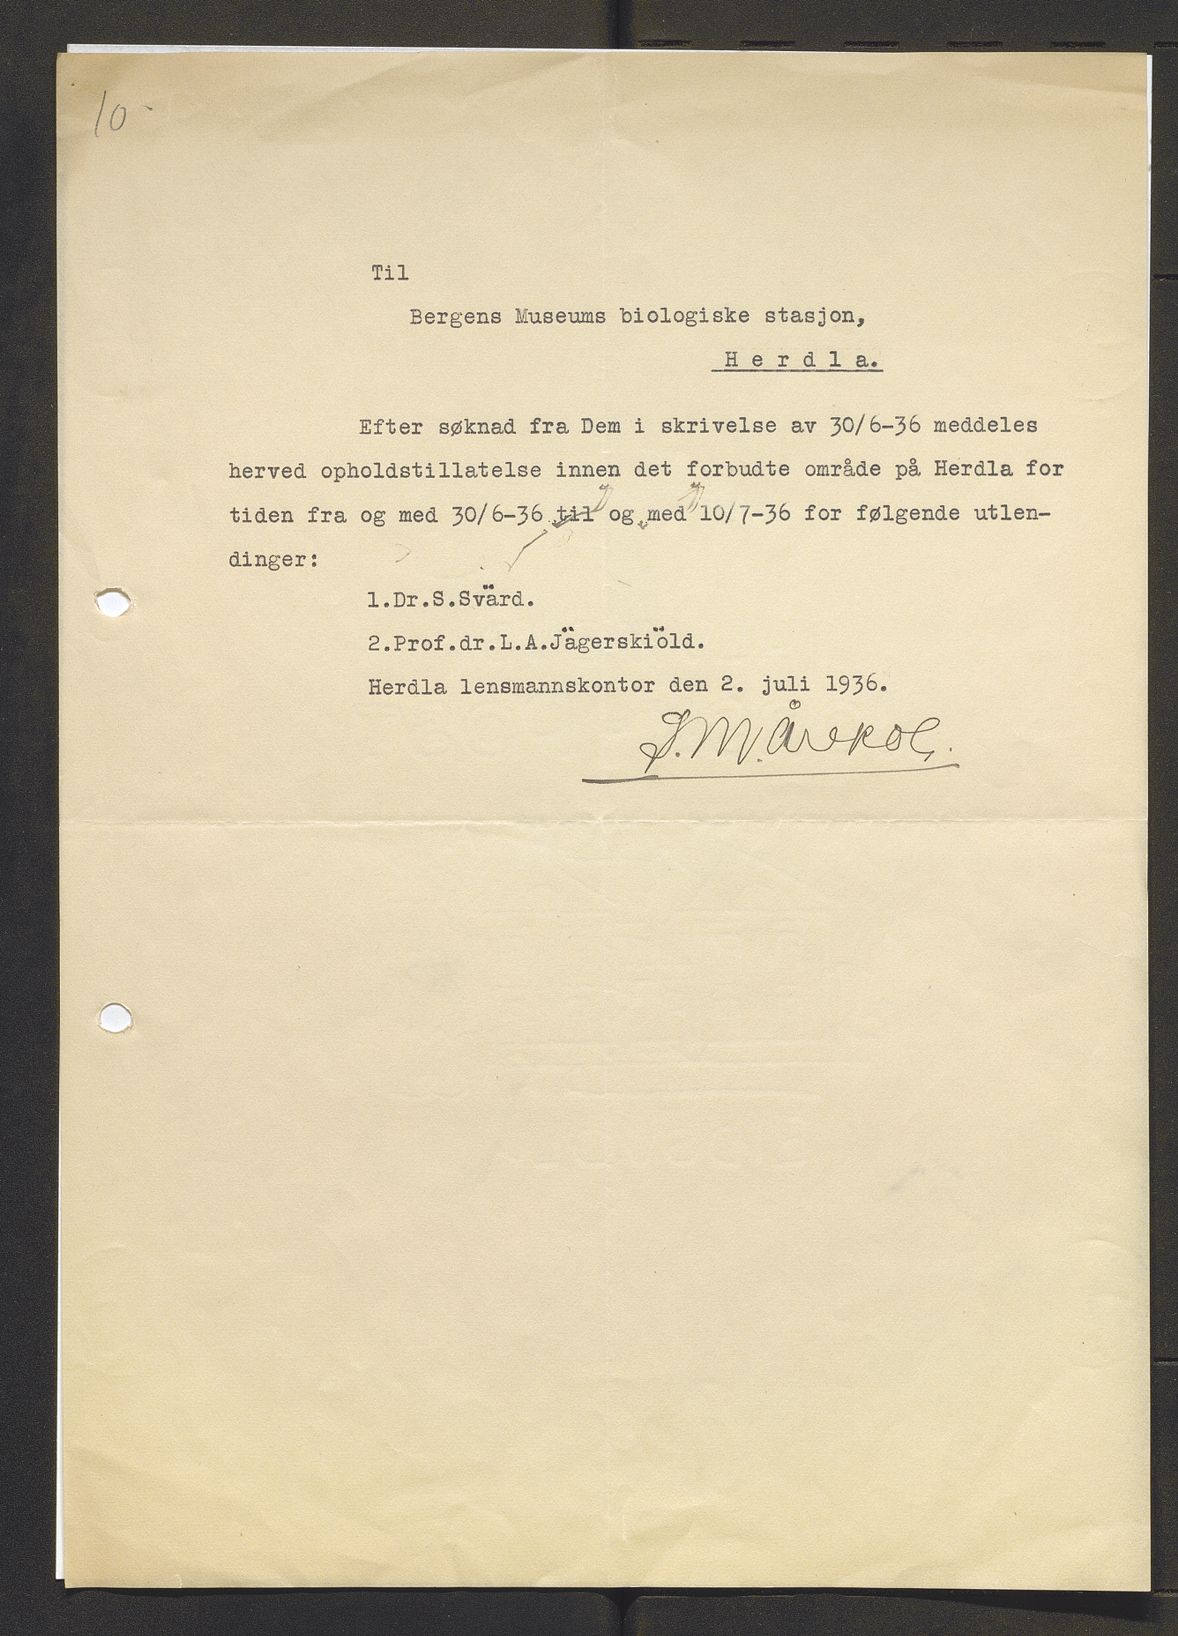 10
Til
Bergens Museums biologiske stasjon,
H e r d l a.
Efter søknad fra Dem i skrivelse av 30/6-36 meddeles
herved opholdstillatelse innen det forbudte område på Herdla for
tiden fra og med 30/6-36 til og med 10/7-36 for følgende utlen-
dinger:
1.Dr.S.Svärd.
2.Prof.dr.L.A.Jägerskiöld.
Herdla lensmannskontor den 2. juli 1936.